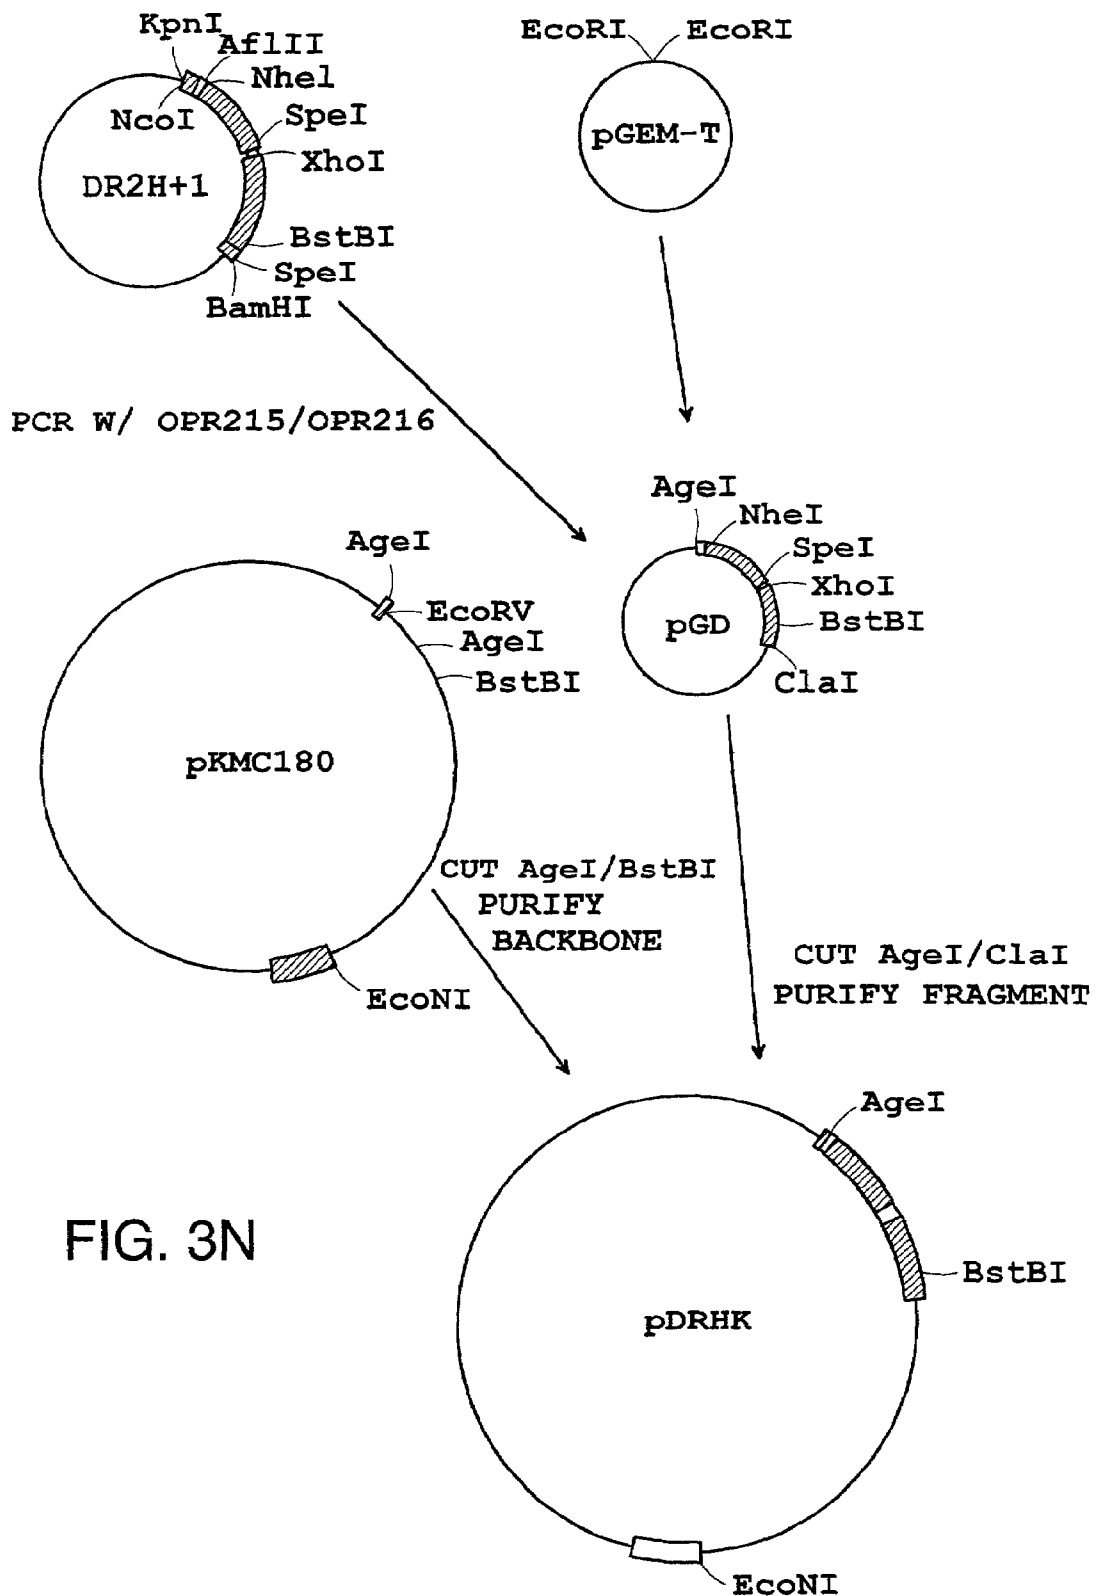 KpnI
AflII
Nhel
NcoI
SpeI
XhoI
DR2H+1
BstBI
SpeI
BamHI
EcoRI
EcoRI
pGEM-T
PCR W/ OPR215/OPR216
AgeI
NheI
SpeI
XhoI
BstBI
pGD
ClaI
AgeI
EcoRV
AgeI
BstBI
pKMC180
EcoNI
CUT AgeI/BstBI
PURIFY
BACKBONE
CUT AgeI/ClaI
PURIFY FRAGMENT
AgeI
BstBI
pDRHK
EcoNI
FIG. 3N